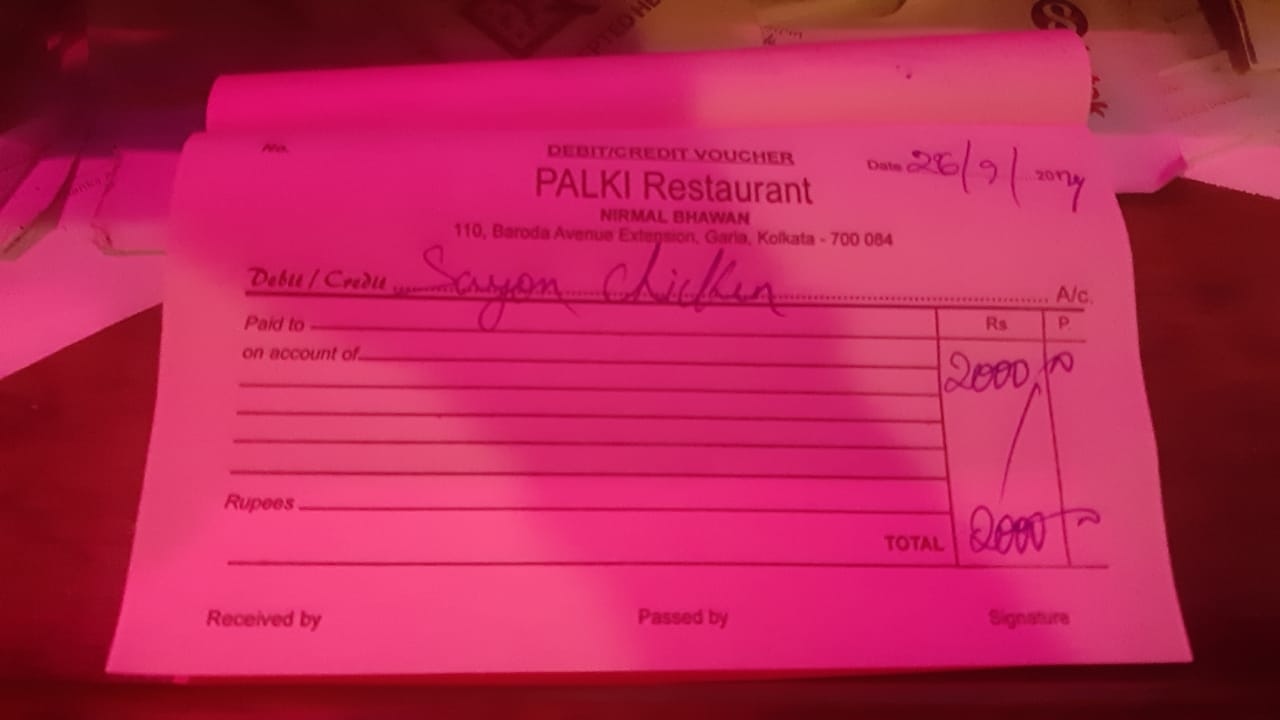 No.
DEBIT/CREDIT VOUCHER
Date 26/9/2024
PALKI Restaurant
NIRMAL BHAWAN
110, Baroda Avenue Extension, Garia, Kolkata - 700 084
Debit / Credit Sayon Chicken A/c.
Paid to Rs P.
on account of
2000
Rupees
TOTAL 2000
Received by Passed by Signature